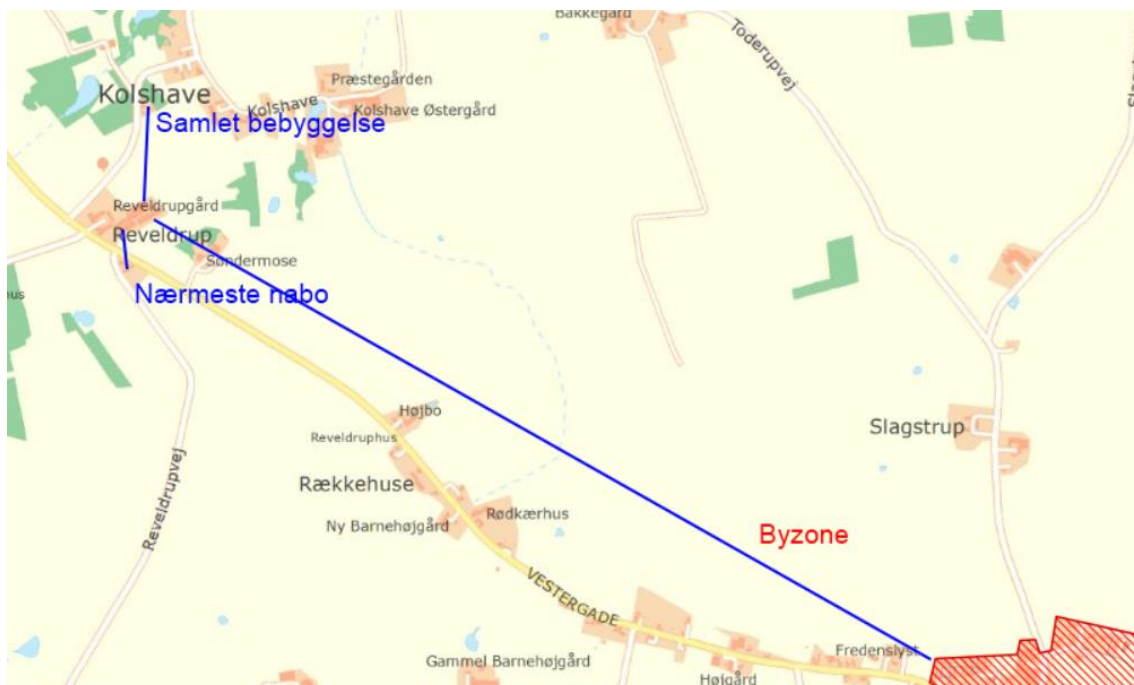 Bakkegård
Toderupvej
Præstegården
Kolshave
Kolshave
Kolshave Østergård
Samlet bebyggelse
Reveldrupgård
Reveldrup
Søndermose
Nærmeste nabo
Højbo
Slagstrup
Reveldruphus
Rækkehuse
Reveldrupvej
Rødkærhus
Ny Barnehøjgård
Byzone
VESTERGADE
Fredenslyst
Gammel Barnehøjgård
Højgård